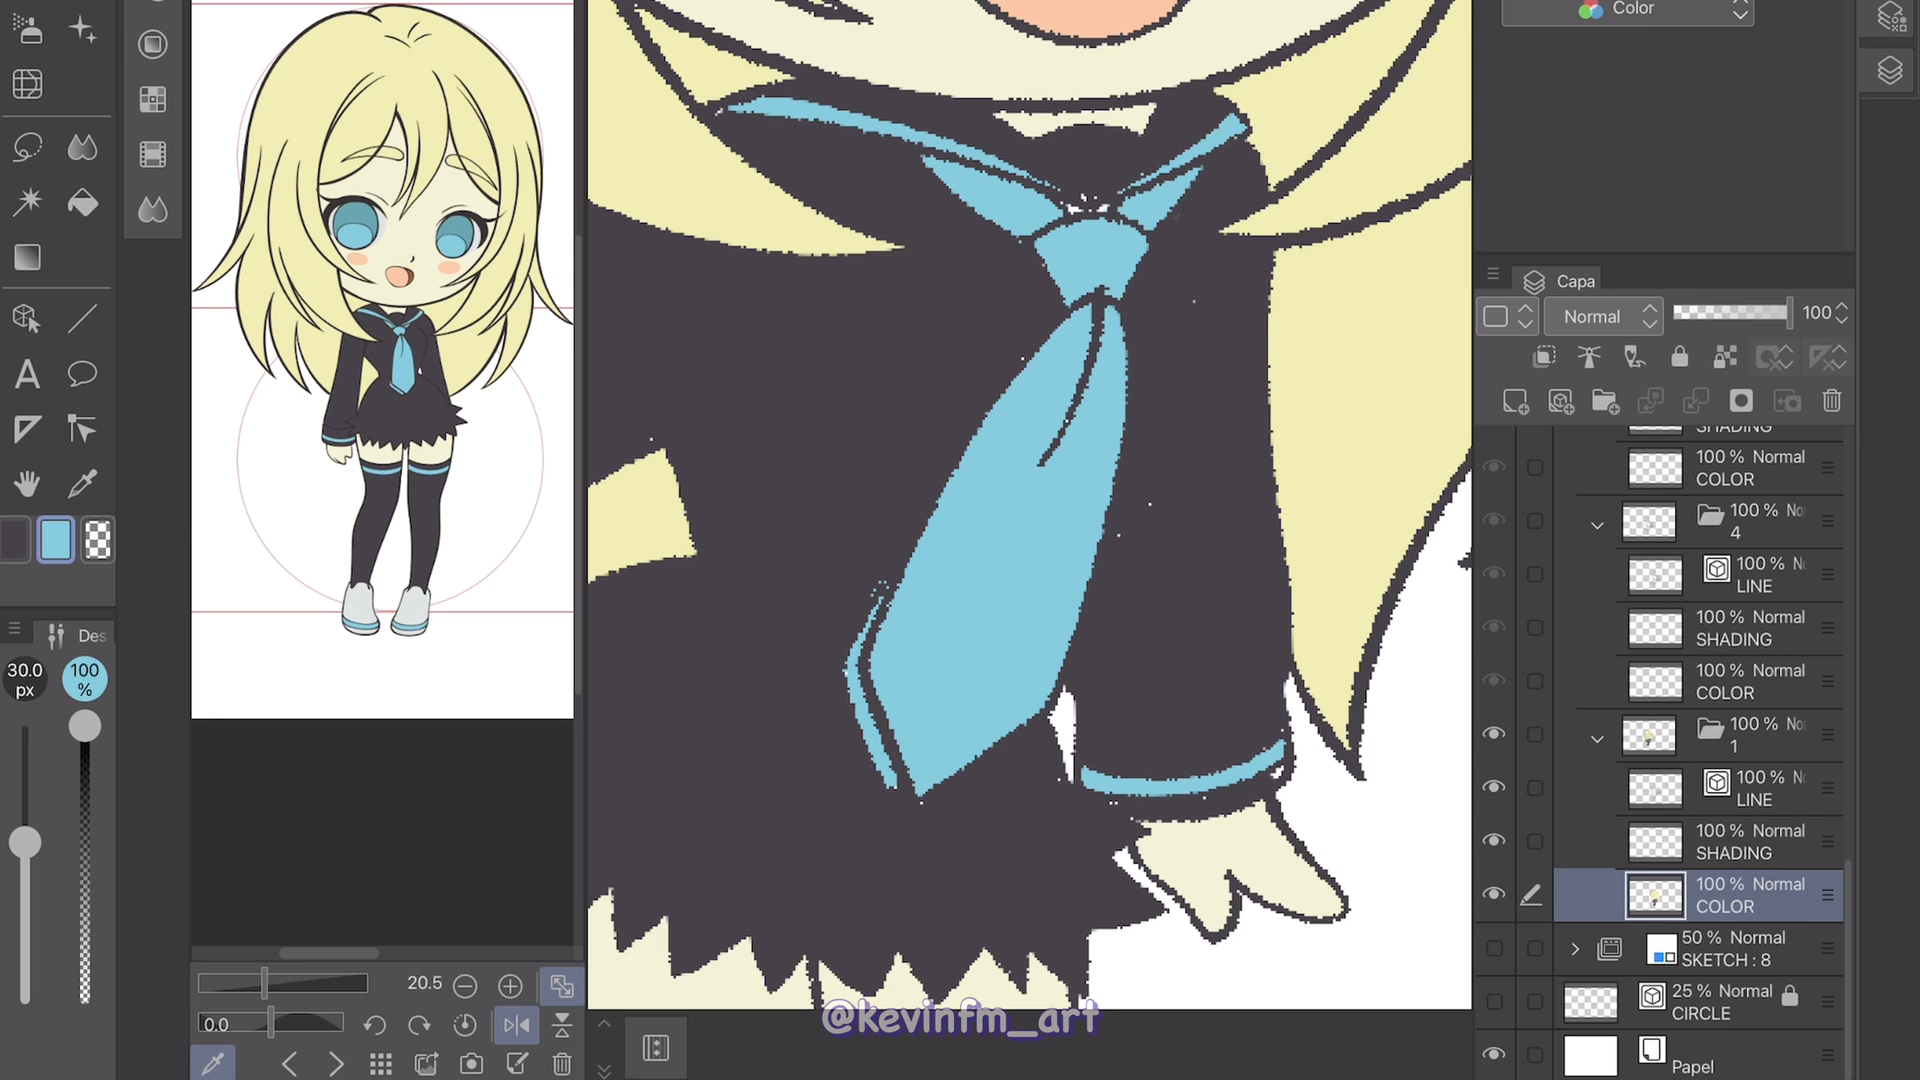 Color
Capa
Normal
100
SHADING
100 % Normal
COLOR
100 % No
4
100 % N
LINE
100 % Normal
SHADING
100 % Normal
COLOR
100 % No
1
100 % N
LINE
100 % Normal
SHADING
100 % Normal
COLOR
50 % Normal
SKETCH : 8
25 % Normal
CIRCLE
Papel
A
Des
30.0
px
100
%
20.5
0.0
@kevinfm_art